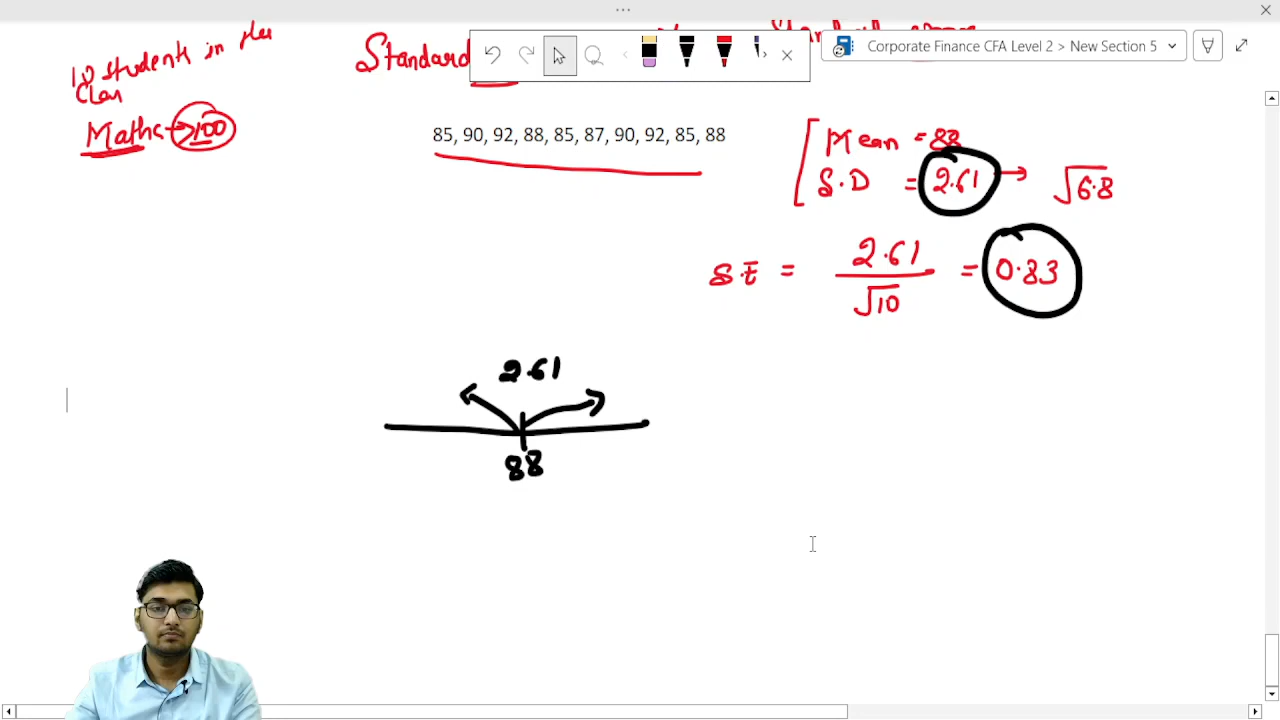 Corporate Finance CFA Level 2 > New Section 5
10 Students in the
Class
Standard
Maths → 100
85, 90, 92, 88, 85, 87, 90, 92, 85, 88
Mean = 88
S.D = 2.61 → √6.8
S.E = 2.61 / √10 = 0.83
2.61
88